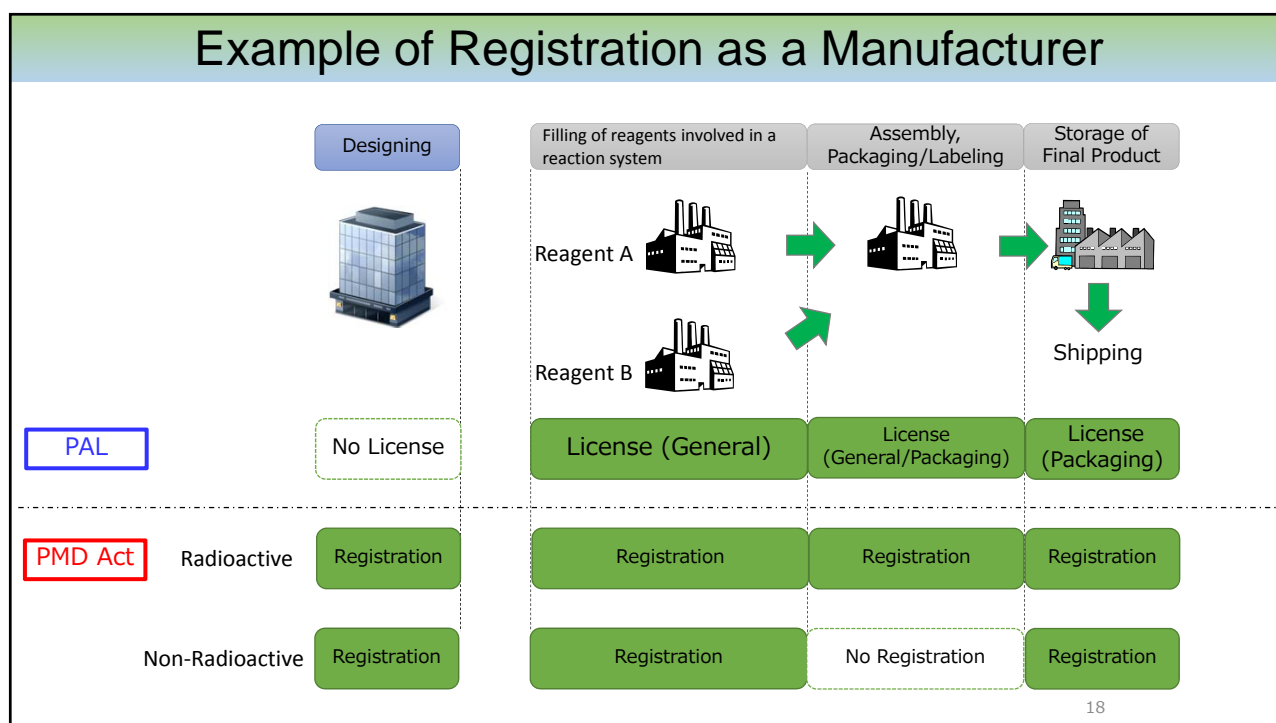 Example of Registration as a Manufacturer
Designing
Filling of reagents involved in a
reaction system
Assembly,
Packaging/Labeling
Storage of
Final Product
Reagent A
Reagent B
Shipping
PAL
No License
License (General)
License
(General/Packaging)
License
(Packaging)
PMD Act
Radioactive
Registration
Registration
Registration
Registration
Non-Radioactive
Registration
Registration
No Registration
Registration
18